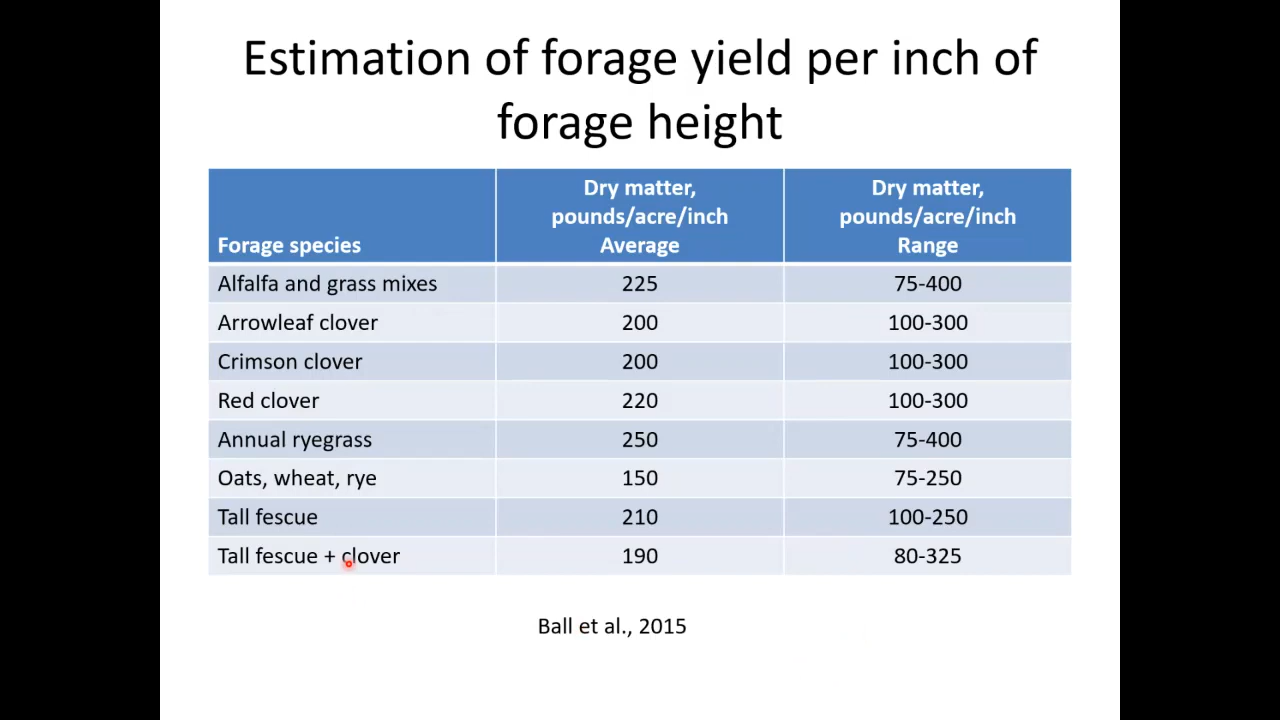 Estimation of forage yield per inch of
forage height
Forage species
Dry matter,
pounds/acre/inch
Average
Dry matter,
pounds/acre/inch
Range
Alfalfa and grass mixes 225 75-400
Arrowleaf clover 200 100-300
Crimson clover 200 100-300
Red clover 220 100-300
Annual ryegrass 250 75-400
Oats, wheat, rye 150 75-250
Tall fescue 210 100-250
Tall fescue + clover 190 80-325
Ball et al., 2015